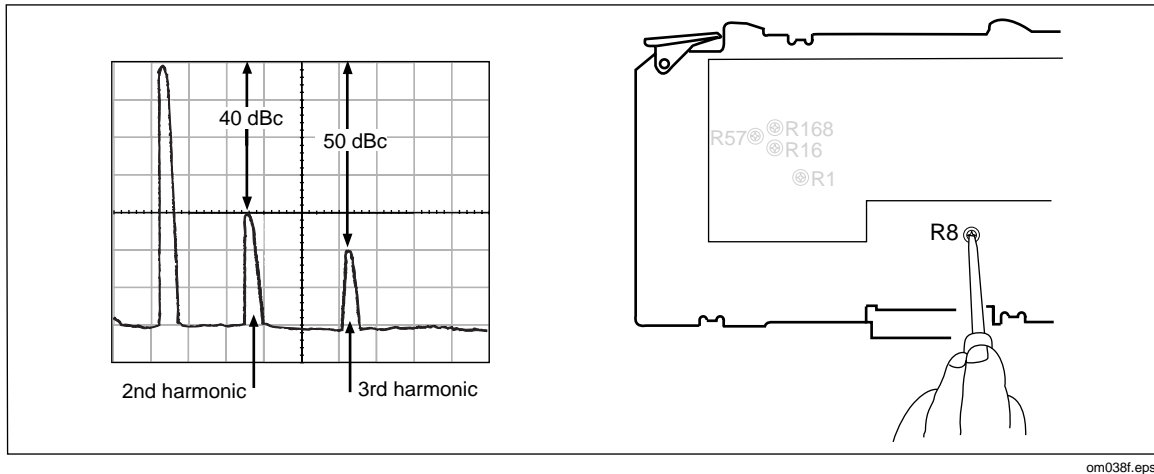 40 dBc
50 dBc
2nd harmonic
3rd harmonic
R57
R168
R16
R1
R8
om038f.eps